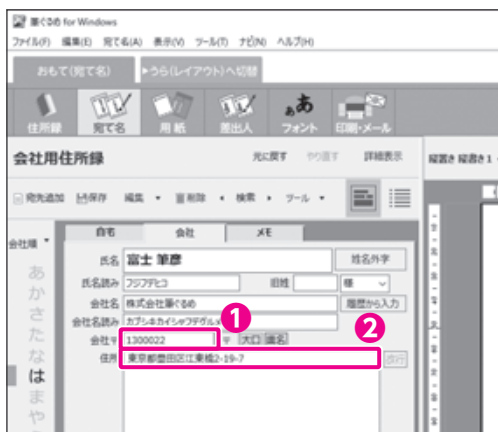 筆ぐるめ for Windows
ファイル(F) 編集(E) 宛て名(A) 表示(V) ツール(T) ナビ(N) ヘルプ(H)
おもて(宛て名) ▶うら(レイアウト)へ切替
住所録 宛て名 用紙 差出人 フォント 印刷・メール
会社用住所録 元に戻す やり直す 詳細表示 縦置き 縦書き1
宛先追加 保存 編集 削除 検索 ツール
会社順 自宅 会社 メモ
氏名 富士 筆彦 姓名外字
氏名読み フジフデヒコ 旧姓 様
会社名 株式会社筆ぐるめ 履歴から入力
会社名読み カブシキカイシャフデグルメ
会社〒 1300022 〒 大口 識名
住所 東京都墨田区江東橋2-19-7 改行
1
2
あ
か
さ
た
な
は
ま
や